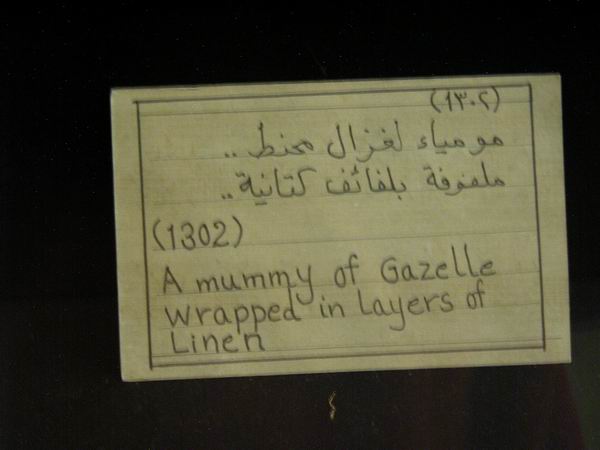 (١٣٠٢)
مومياء لغزال محنط ..
ملفوفة بلفائف كتانية ..
(1302)
A mummy of Gazelle
wrapped in Layers of
Linen